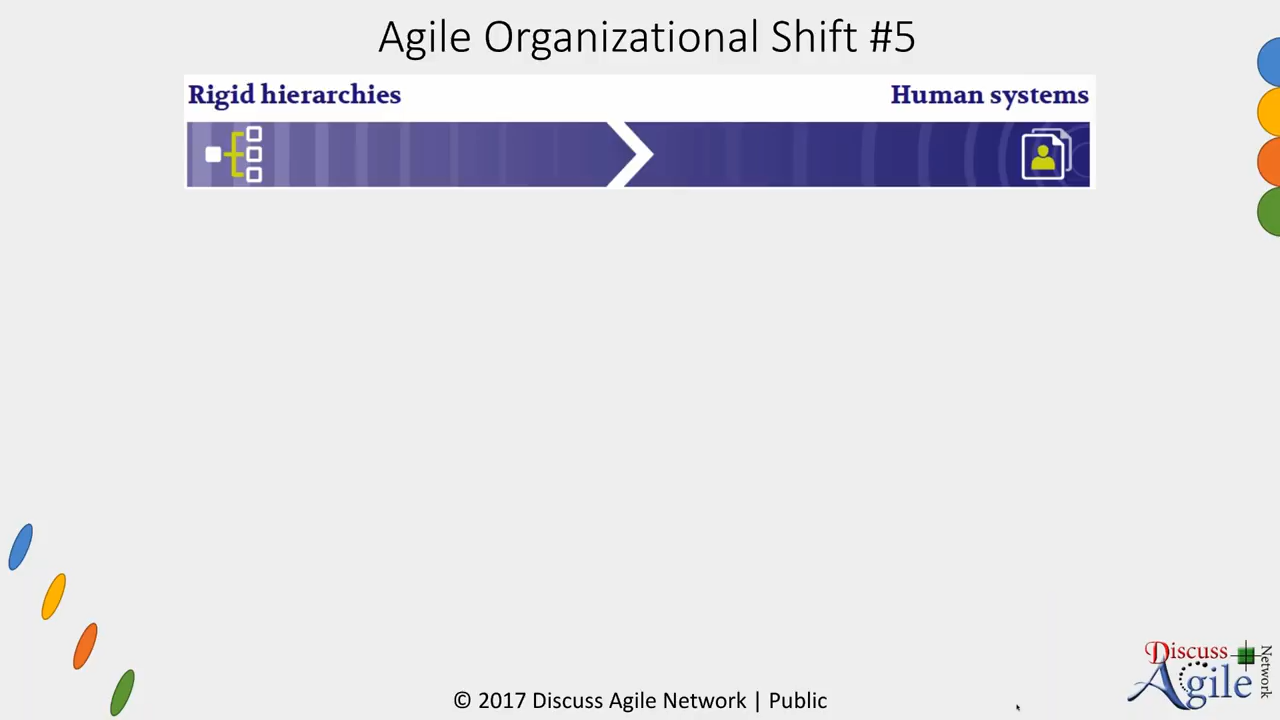 Agile Organizational Shift #5
Rigid hierarchies
Human systems
© 2017 Discuss Agile Network | Public
Discuss
Agile
Network